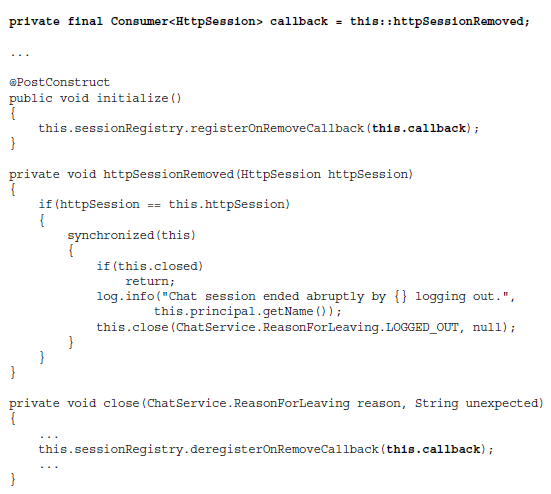 private final Consumer<HttpSession> callback = this::httpSessionRemoved;
...
@PostConstruct
public void initialize()
{
    this.sessionRegistry.registerOnRemoveCallback(this.callback);
}
private void httpSessionRemoved(HttpSession httpSession)
{
    if(httpSession == this.httpSession)
    {
        synchronized(this)
        {
            if(this.closed)
                return;
            log.info("Chat session ended abruptly by {} logging out.",
                    this.principal.getName());
            this.close(ChatService.ReasonForLeaving.LOGGED_OUT, null);
        }
    }
}
private void close(ChatService.ReasonForLeaving reason, String unexpected)
{
    ...
    this.sessionRegistry.deregisterOnRemoveCallback(this.callback);
    ...
}